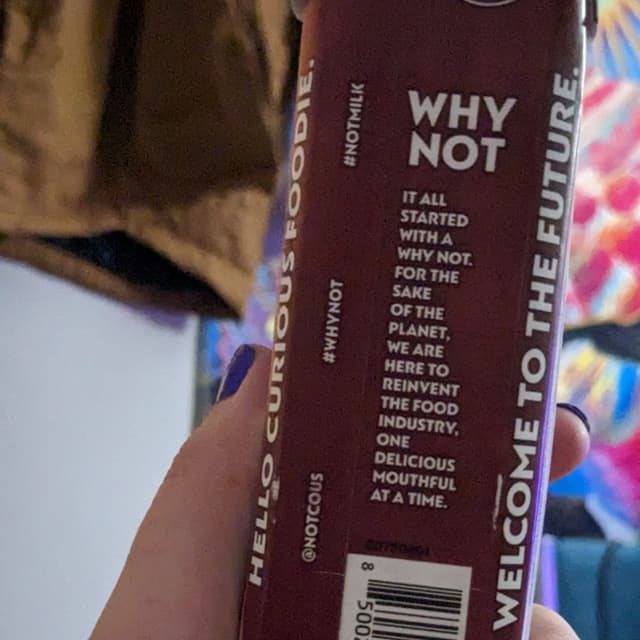 HELLO CURIOUS FOODIE.
#NOTMILK
#WHYNOT
@NOTCOUS
WHY
NOT
IT ALL
STARTED
WITH A
WHY NOT.
FOR THE
SAKE
OF THE
PLANET,
WE ARE
HERE TO
REINVENT
THE FOOD
INDUSTRY,
ONE
DELICIOUS
MOUTHFUL
AT A TIME.
WELCOME TO THE FUTURE.